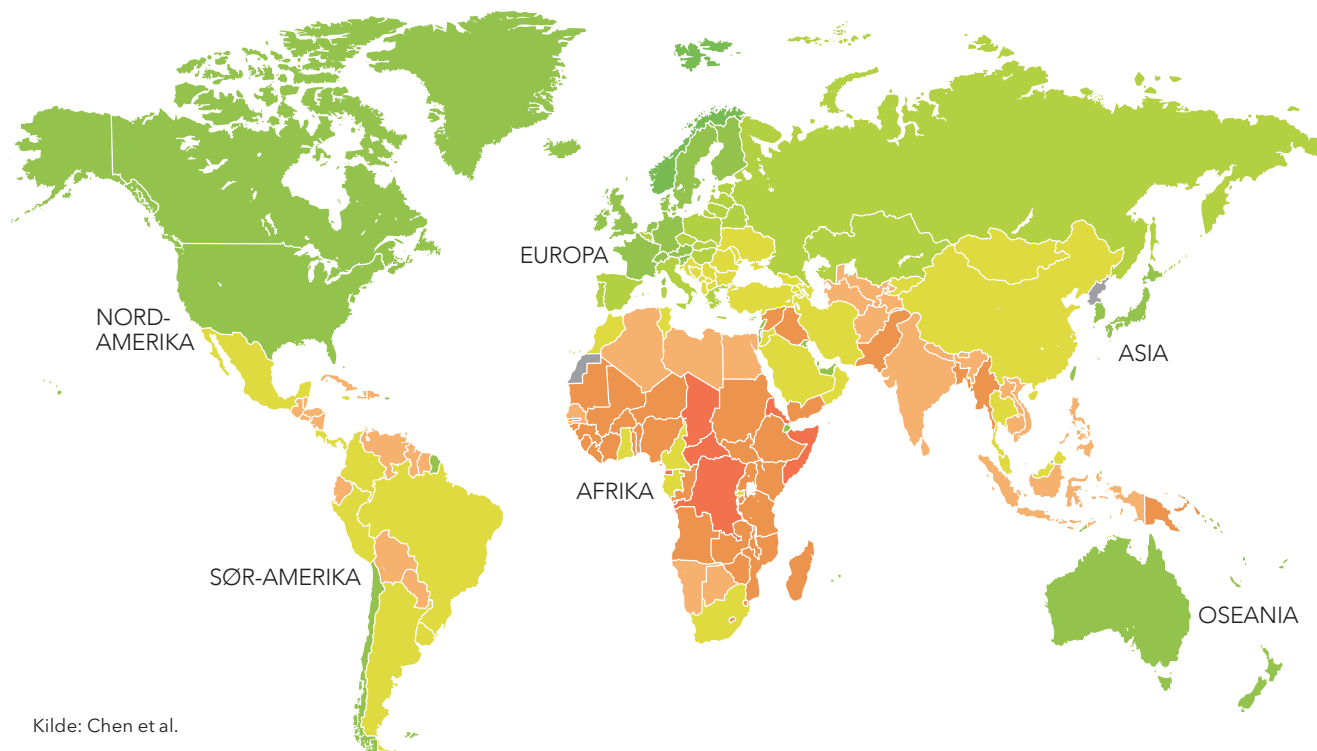 EUROPA
NORD-
AMERIKA
ASIA
AFRIKA
SØR-AMERIKA
OSEANIA
Kilde: Chen et al.